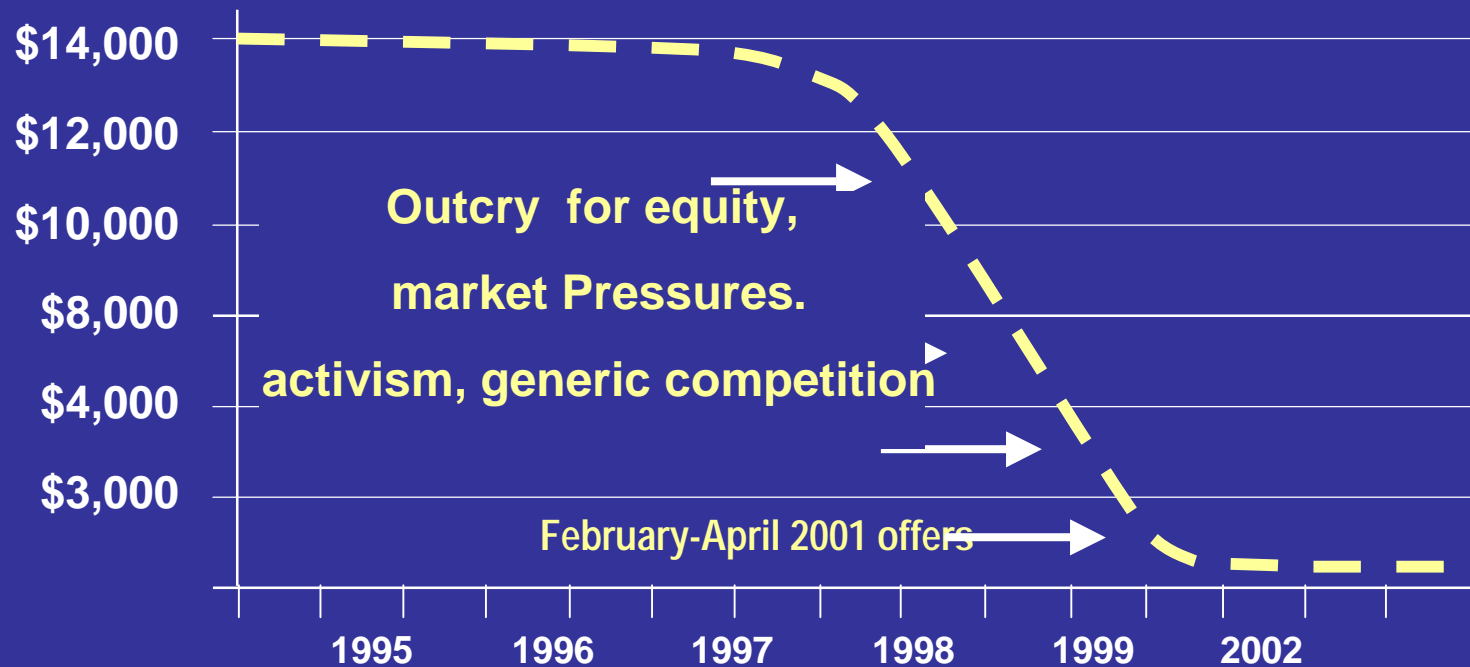 $14,000
$12,000
$10,000
$8,000
$4,000
$3,000
Outcry for equity,
market Pressures.
activism, generic competition
February-April 2001 offers
1995 1996 1997 1998 1999 2002